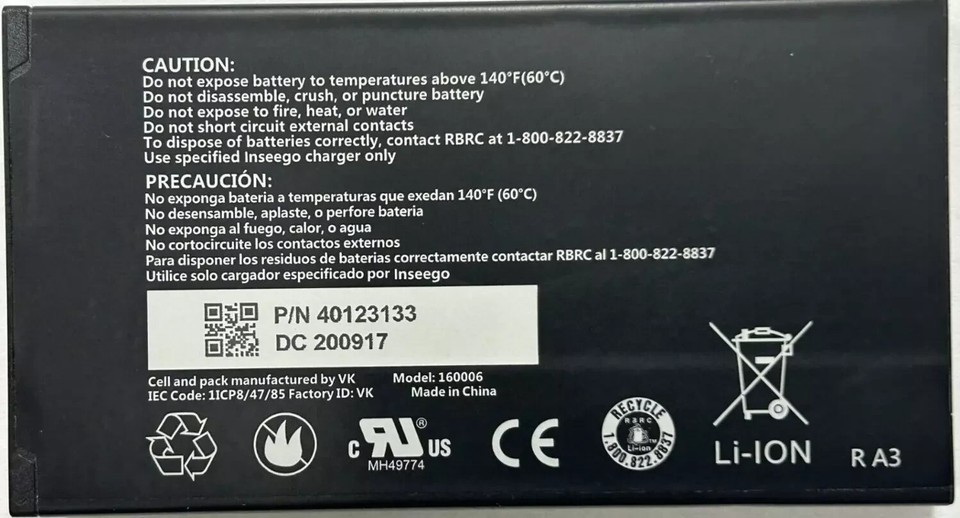 CAUTION:
Do not expose battery to temperatures above 140°F(60°C)
Do not disassemble, crush, or puncture battery
Do not expose to fire, heat, or water
Do not short circuit external contacts
To dispose of batteries correctly, contact RBRC at 1-800-822-8837
Use specified Inseego charger only
PRECAUCIÓN:
No exponga bateria a temperaturas que exedan 140°F (60°C)
No desensamble, aplaste, o perfore bateria
No exponga al fuego, calor, o agua
No cortocircuite los contactos externos
Para disponer los residuos de baterias correctamente contactar RBRC al 1-800-822-8837
Utilice solo cargador especificado por Inseego
P/N 40123133
DC 200917
Cell and pack manufactured by VK Model: 160006
IEC Code: 1ICP8/47/85 Factory ID: VK Made in China
c RU® US
MH49774
CE
RECYCLE
RBRC
Li-ion
1.800.822.8837
Li-ION
R A3